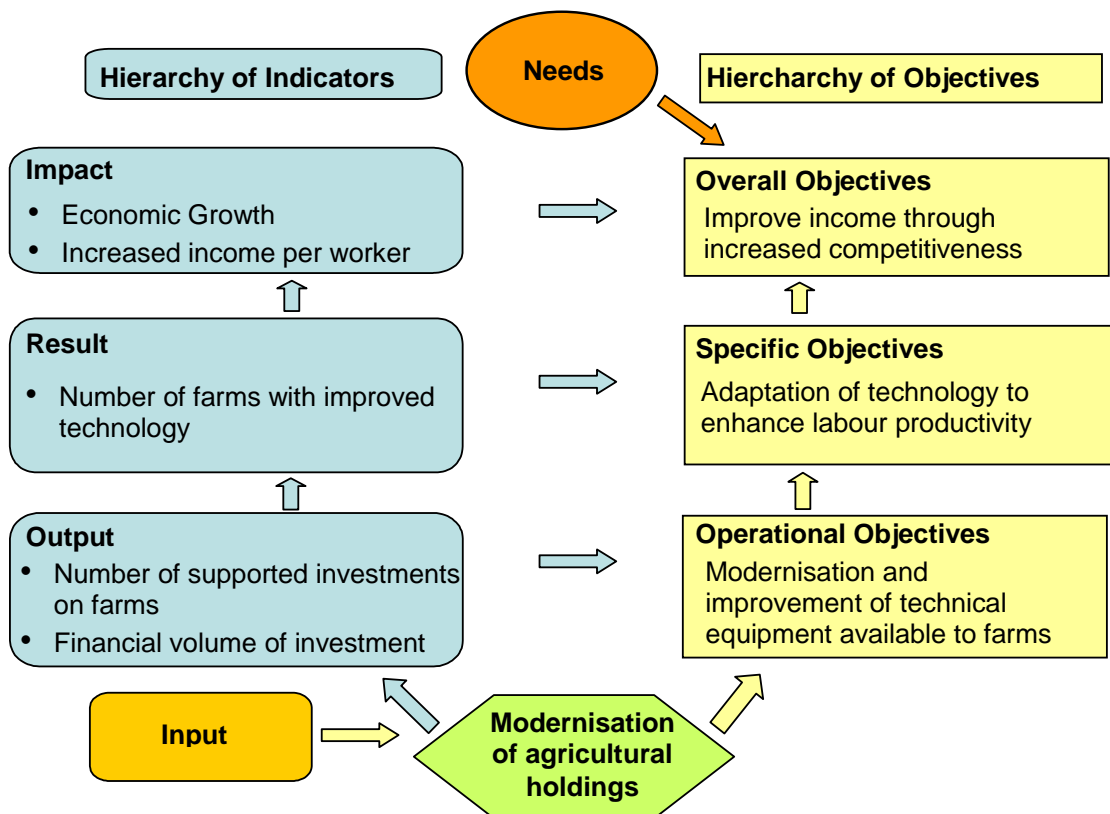 Hierarchy of Indicators
Needs
Hiercharchy of Objectives
Impact
• Economic Growth
• Increased income per worker
Overall Objectives
Improve income through
increased competitiveness
Result
• Number of farms with improved
technology
Specific Objectives
Adaptation of technology to
enhance labour productivity
Output
• Number of supported investments
on farms
• Financial volume of investment
Operational Objectives
Modernisation and
improvement of technical
equipment available to farms
Input
Modernisation
of agricultural
holdings